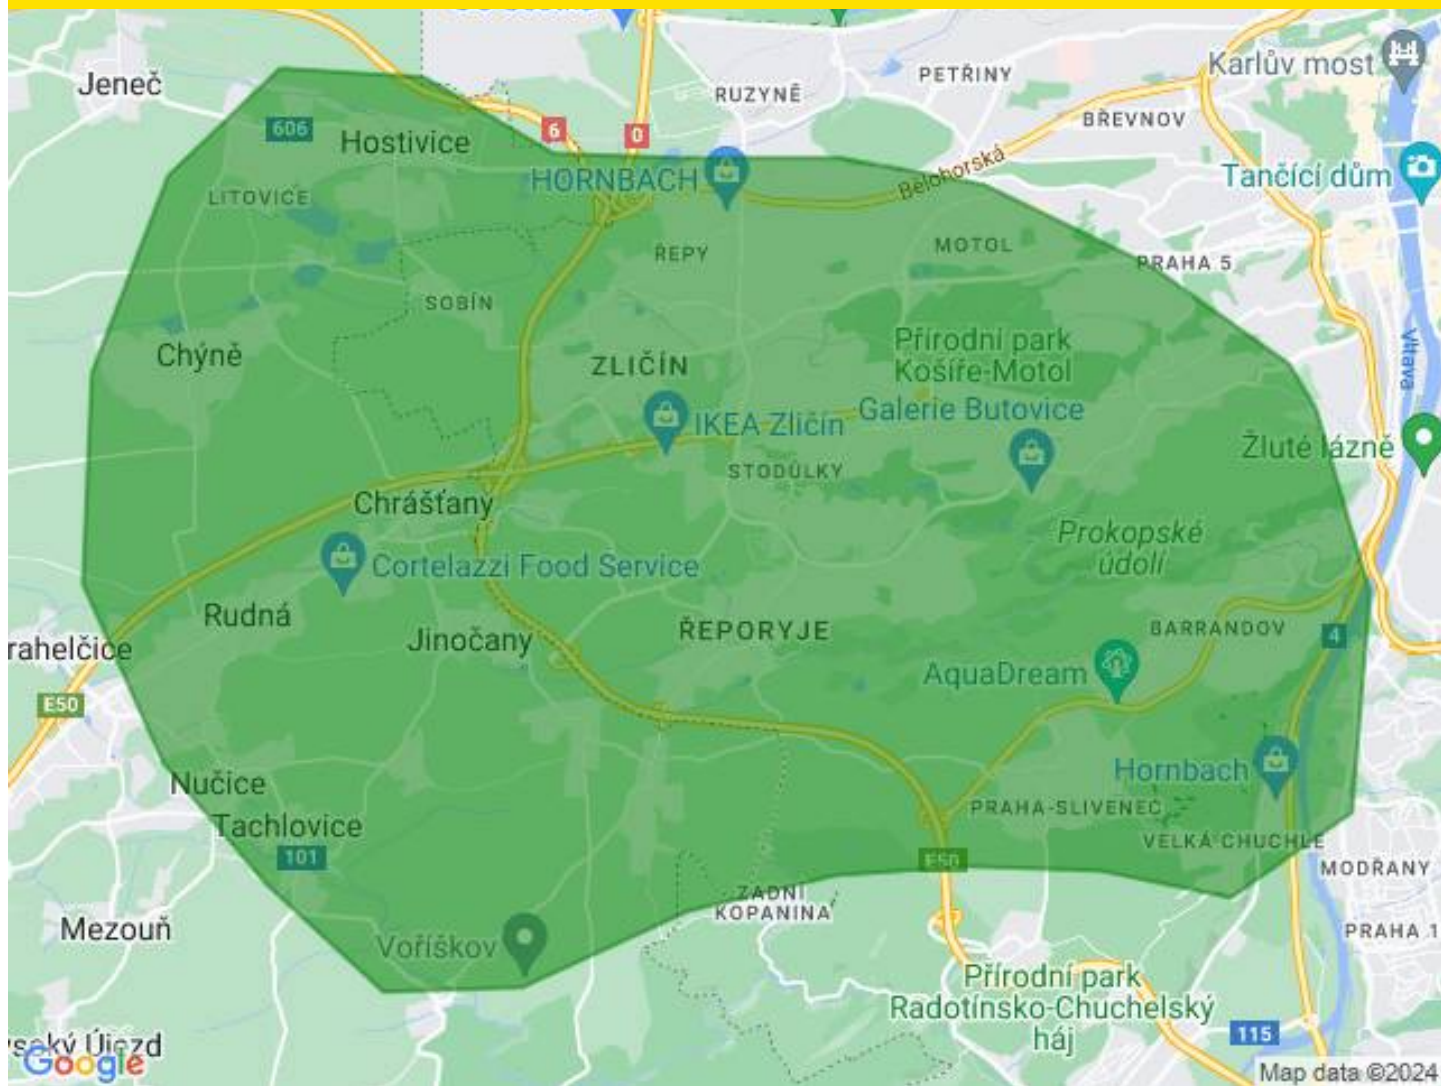 Karlův most
PETŘINY
Jeneč
RUZYNĚ
BŘEVNOV
606
Hostivice
6
0
HORNBACH
Bělohorská
Tančící dům
LITOVICE
ŘEPY
MOTOL
PRAHA 5
SOBÍN
Přírodní park
Košíře-Motol
Chýně
ZLIČÍN
Vltava
Galerie Butovice
IKEA Zličín
Žluté lázně
STODŮLKY
Chrášťany
Prokopské
údolí
Cortelazzi Food Service
Rudná
ŘEPORYJE
BARRANDOV
4
Jinočany
rahelčice
AquaDream
E50
Hornbach
Nučice
PRAHA-SLIVENEC
Tachlovice
VELKÁ CHUCHLE
101
E50
MODŘANY
ZADNÍ
KOPANINA
Mezouň
PRAHA 1
Voříškov
Přírodní park
Radotínsko-Chuchelský
háj
115
soký Újezd
Google
Map data ©2024